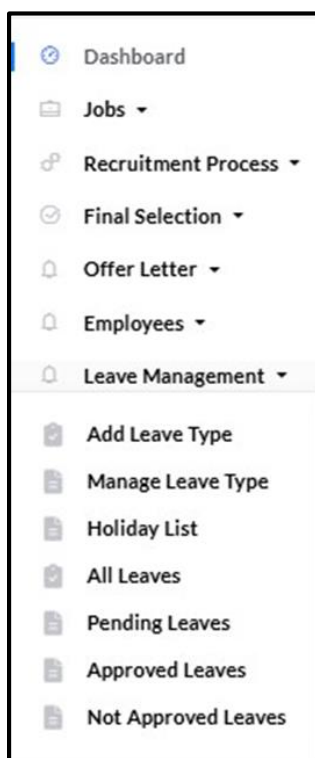 Dashboard
Jobs
Recruitment Process
Final Selection
Offer Letter
Employees
Leave Management
Add Leave Type
Manage Leave Type
Holiday List
All Leaves
Pending Leaves
Approved Leaves
Not Approved Leaves